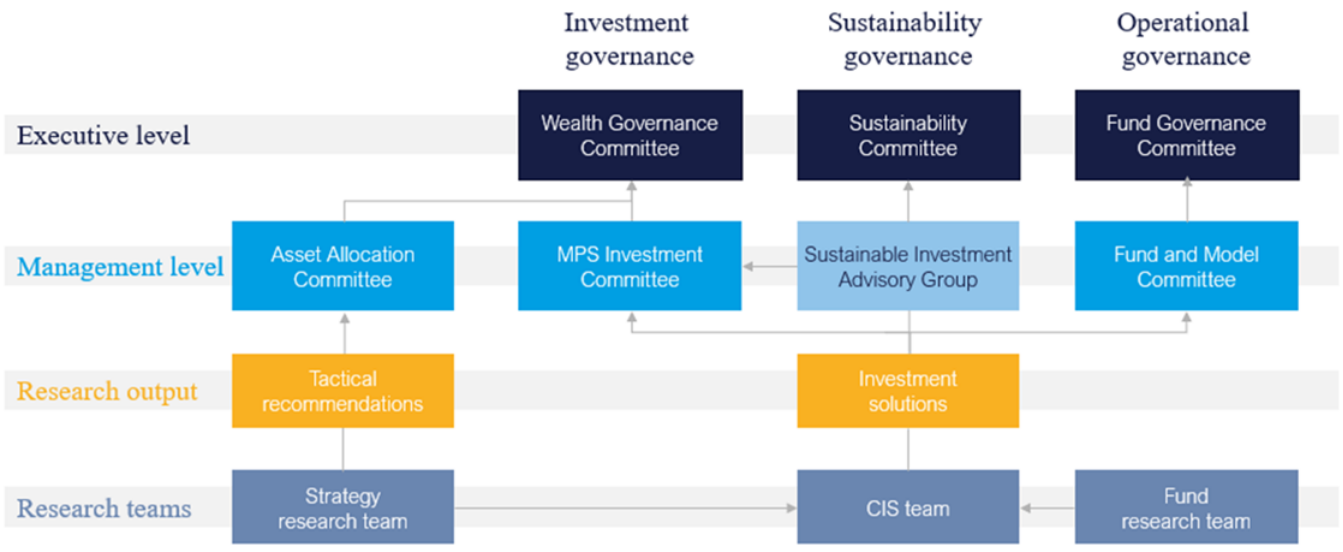 Investment
governance
Sustainability
governance
Operational
governance
Executive level
Wealth Governance
Committee
Sustainability
Committee
Fund Governance
Committee
Management level
Asset Allocation
Committee
MPS Investment
Committee
Sustainable Investment
Advisory Group
Fund and Model
Committee
Research output
Tactical
recommendations
Investment
solutions
Research teams
Strategy
research team
CIS team
Fund
research team